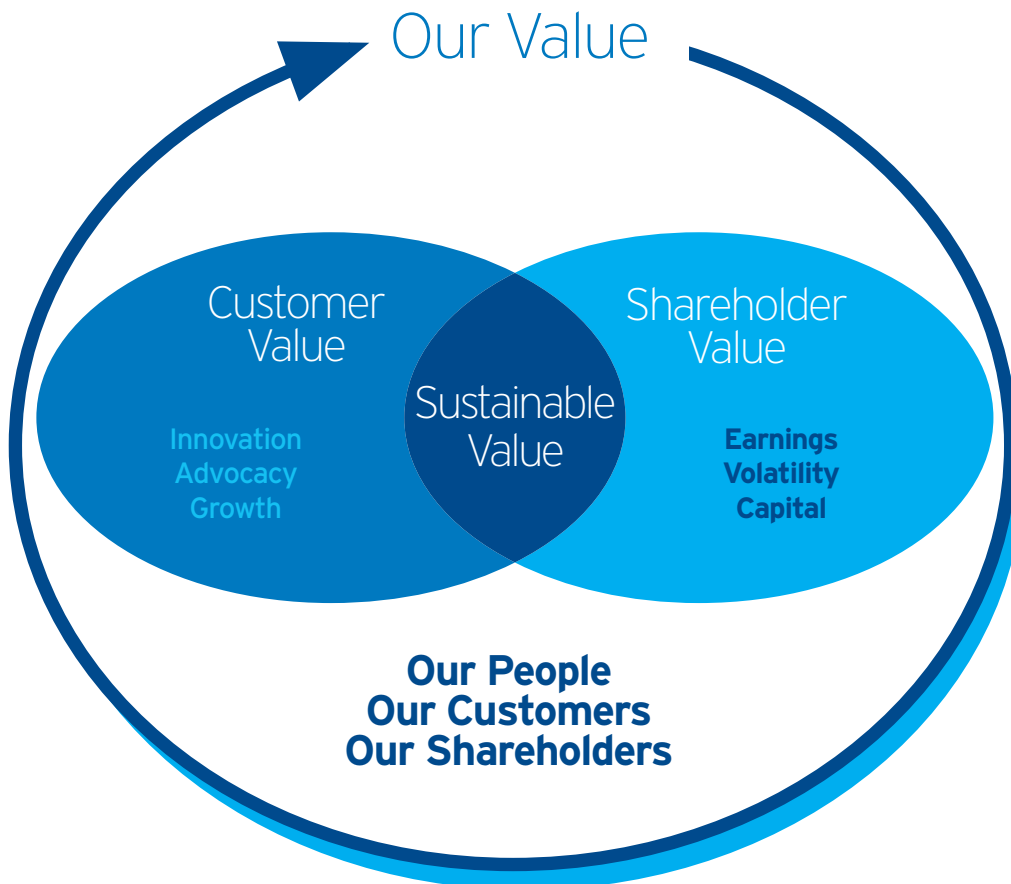 Our Value
Customer
Value
Innovation
Advocacy
Growth
Sustainable
Value
Shareholder
Value
Earnings
Volatility
Capital
Our People
Our Customers
Our Shareholders